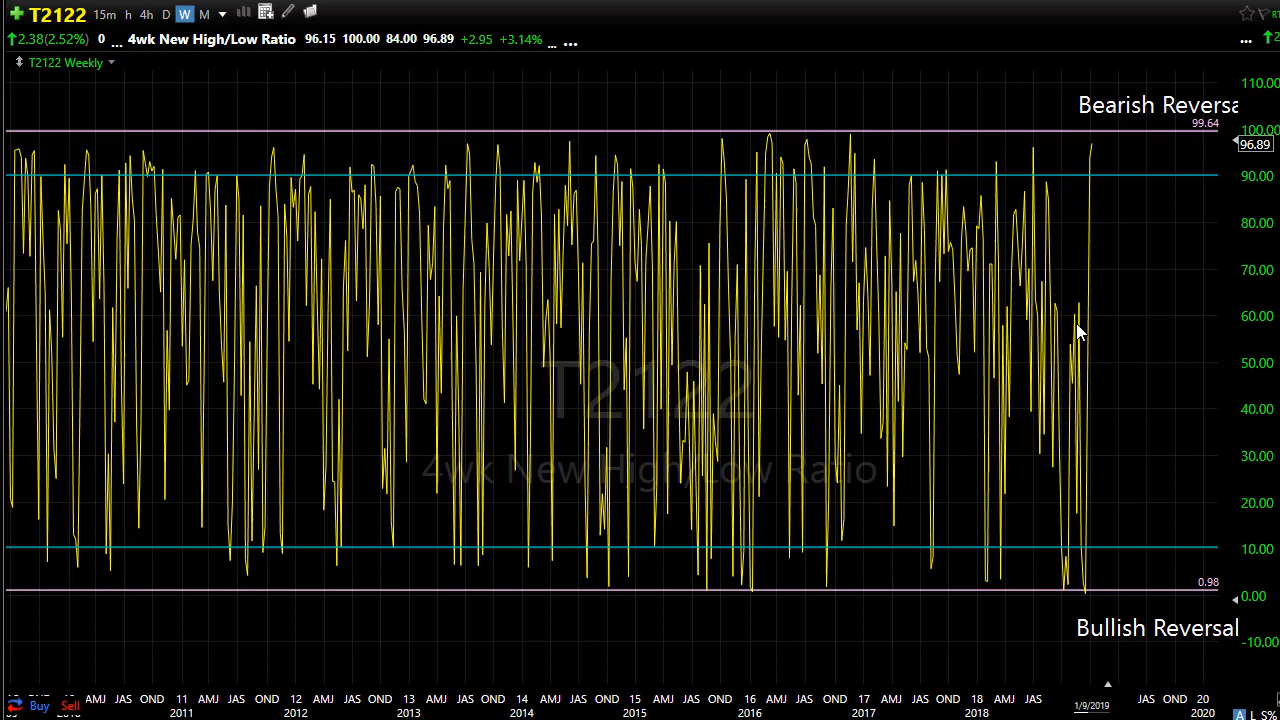 T2122 15m h 4h D W M
2.38(2.52%) 0 ... 4wk New High/Low Ratio 96.15 100.00 84.00 96.89 +2.95 +3.14% ... ...
T2122 Weekly
110.00
Bearish Reversa
99.64
100.00
96.89
90.00
80.00
70.00
60.00
50.00
T2122
40.00
4wk New High/Low Ratio
30.00
20.00
10.00
0.98
0.00
Bullish Reversal
-10.00
AMJ JAS OND 11 AMJ JAS OND 12 AMJ JAS OND 13 AMJ JAS OND 14 AMJ JAS OND 15 AMJ JAS OND 16 AMJ JAS OND 17 AMJ JAS OND 18 AMJ JAS JAS OND 20
Buy Sell 2011 2012 2013 2014 2015 2016 2017 2018 1/9/2019 2020
A L S%